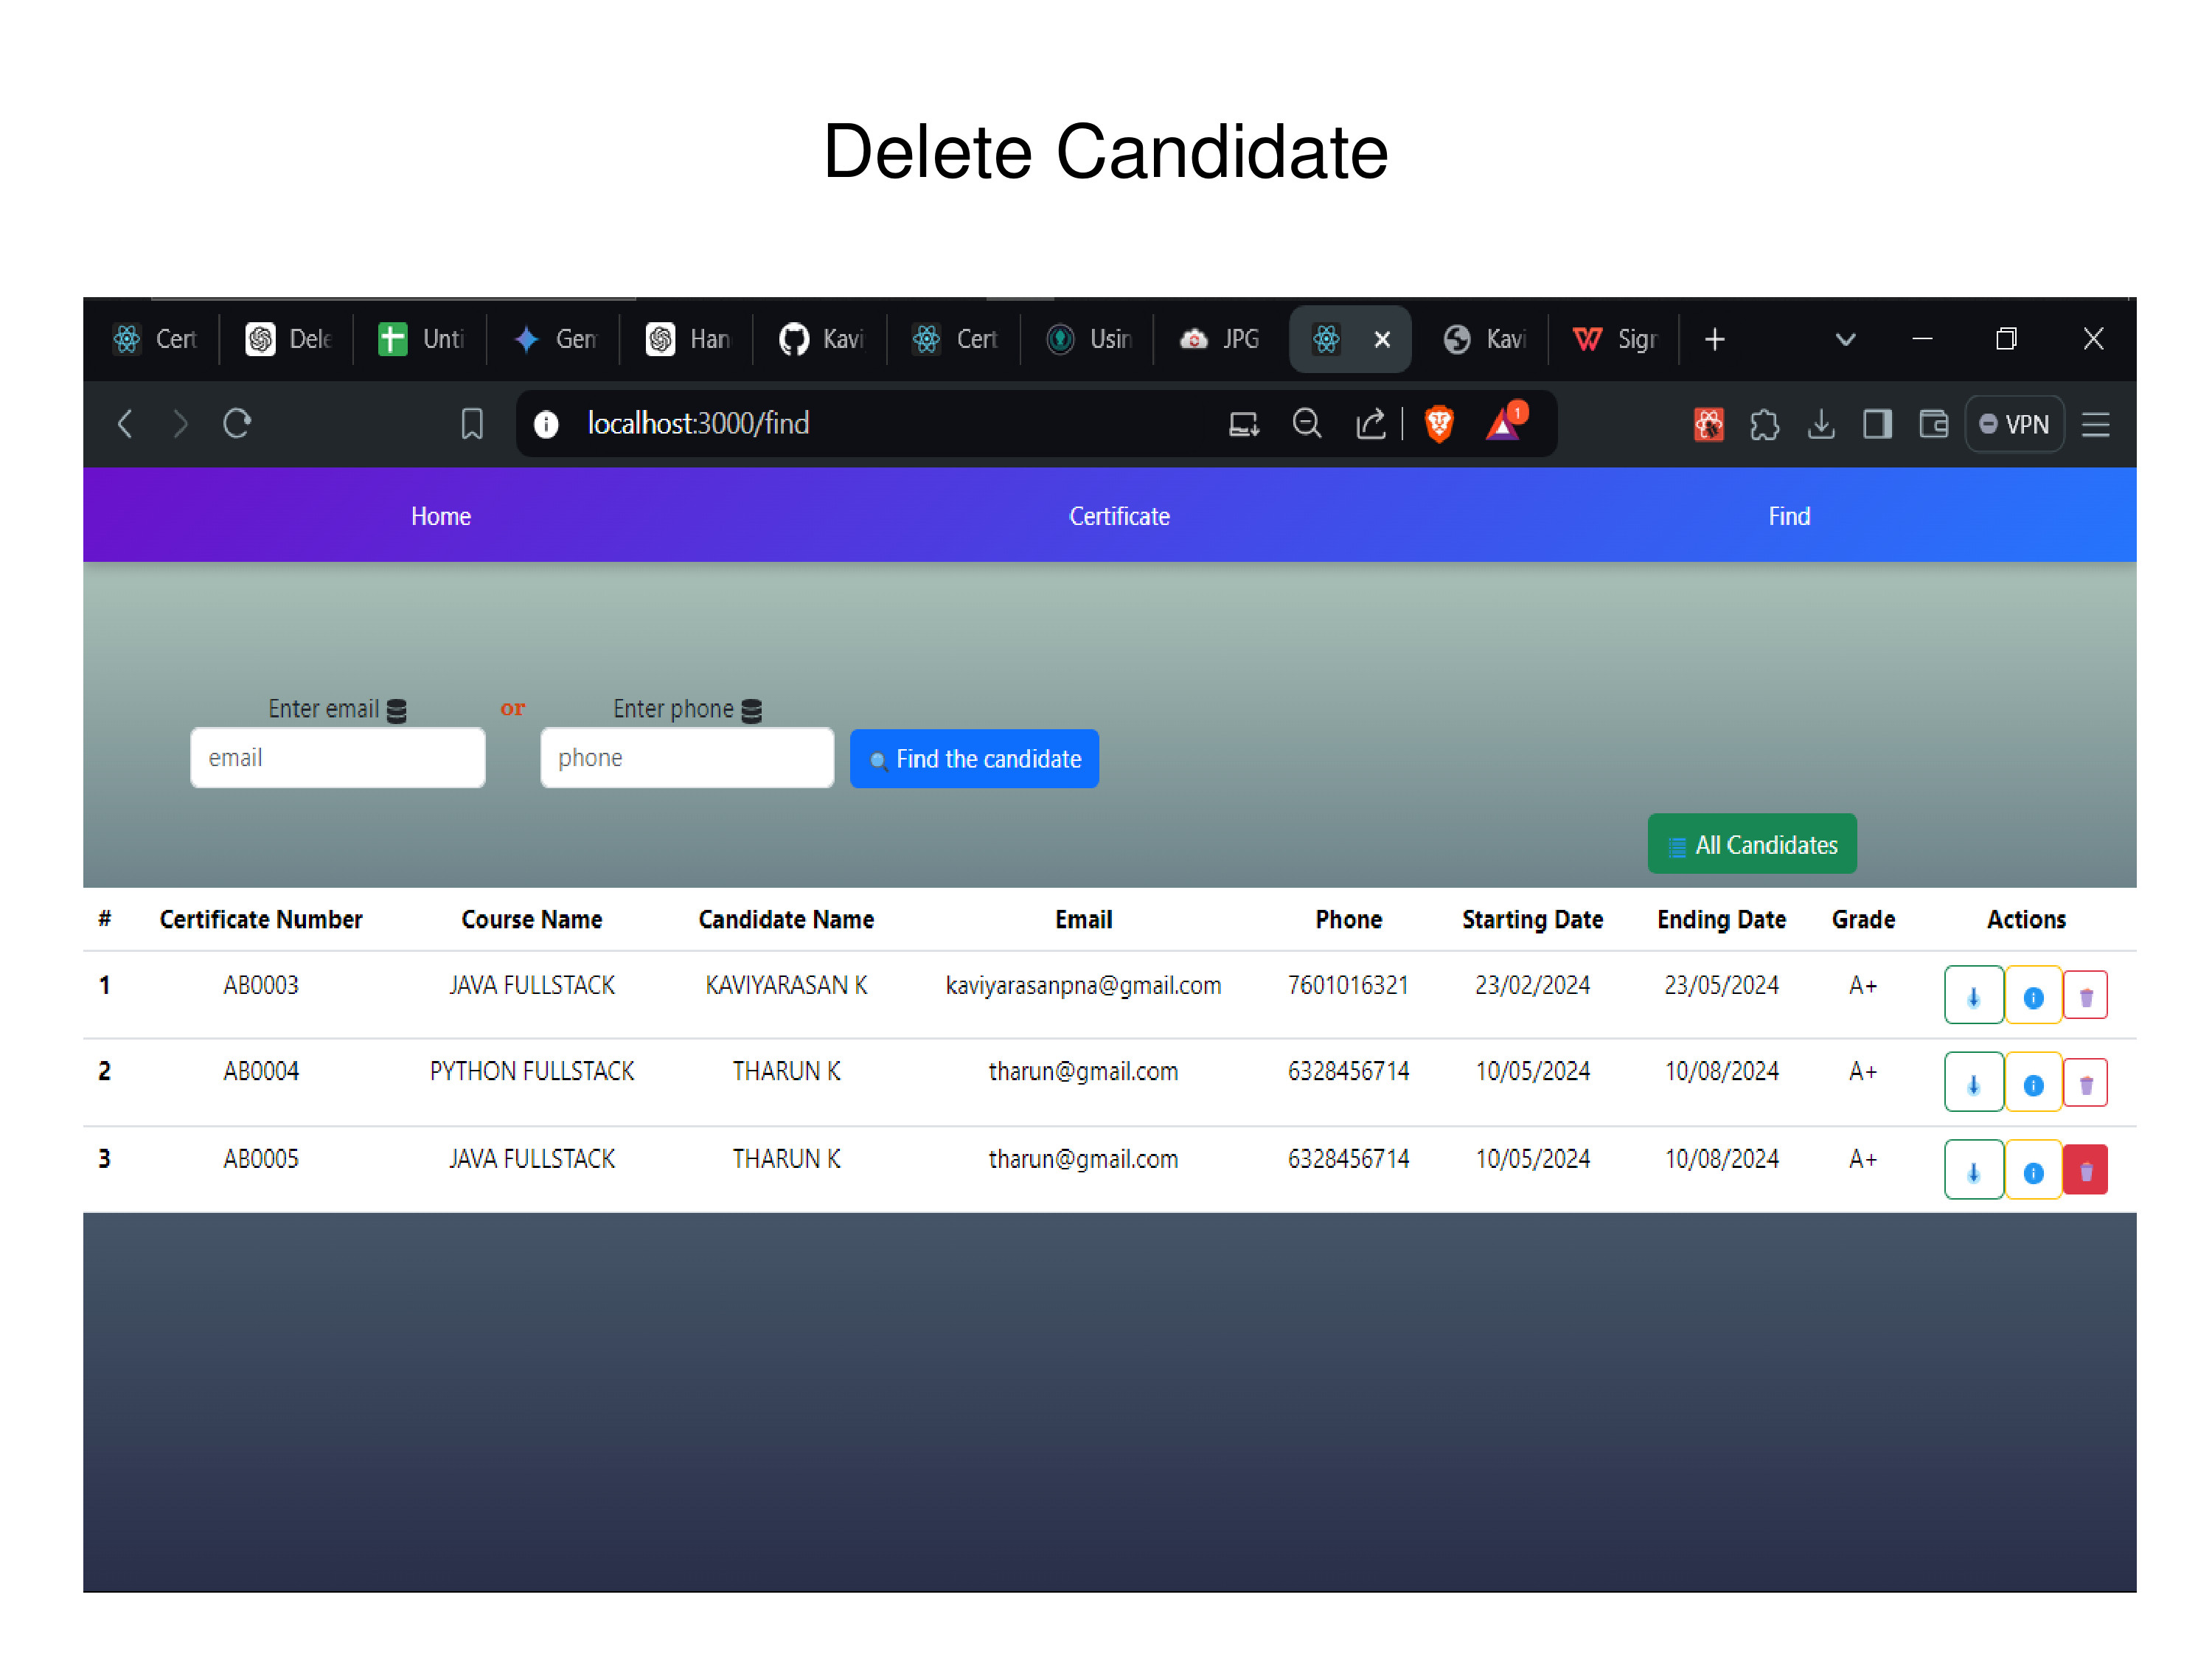 Delete Candidate
Cert Dele Unti Gem Han Kavi Cert Usin JPG Kavi Sign
localhost:3000/find 1 VPN
Home Certificate Find
Enter email or Enter phone
email phone Find the candidate
All Candidates
# Certificate Number Course Name Candidate Name Email Phone Starting Date Ending Date Grade Actions
1 AB0003 JAVA FULLSTACK KAVIYARASAN K kaviyarasanpna@gmail.com 7601016321 23/02/2024 23/05/2024 A+
2 AB0004 PYTHON FULLSTACK THARUN K tharun@gmail.com 6328456714 10/05/2024 10/08/2024 A+
3 AB0005 JAVA FULLSTACK THARUN K tharun@gmail.com 6328456714 10/05/2024 10/08/2024 A+